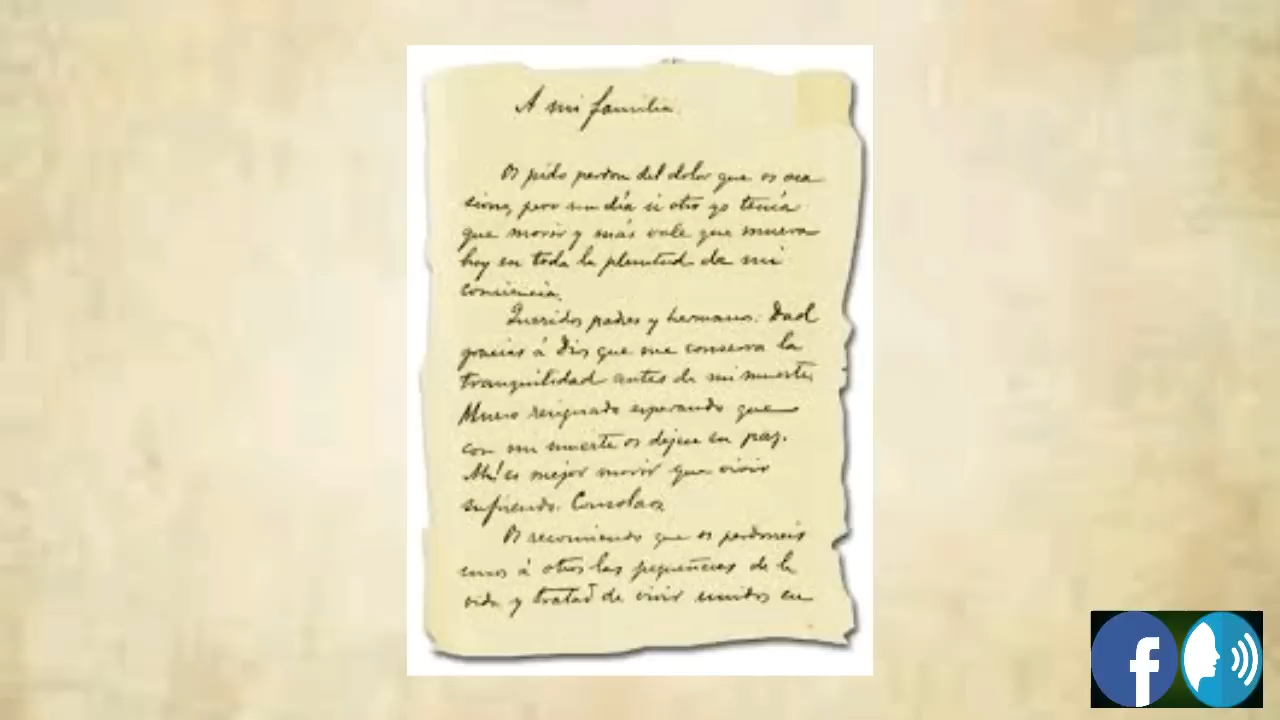 A mi familia.
Os pido perdon del dolor que os oca
siono, pero un día ú otro yo tenía
que morir y más vale que muera
hoy en toda la plenitud de mi
conciencia.
Queridos padres y hermanos: Dad
gracias á Dios que me conserva la
tranquilidad antes de mi muerte.
Muero resignado esperando que
con mi muerte os dejen en paz.
Ah! es mejor morir que vivir
sufriendo. Consolaos
Os recomiendo que os perdoneis
unos á otros las pequeñeces de la
vida y tratad de vivir unidos en
f